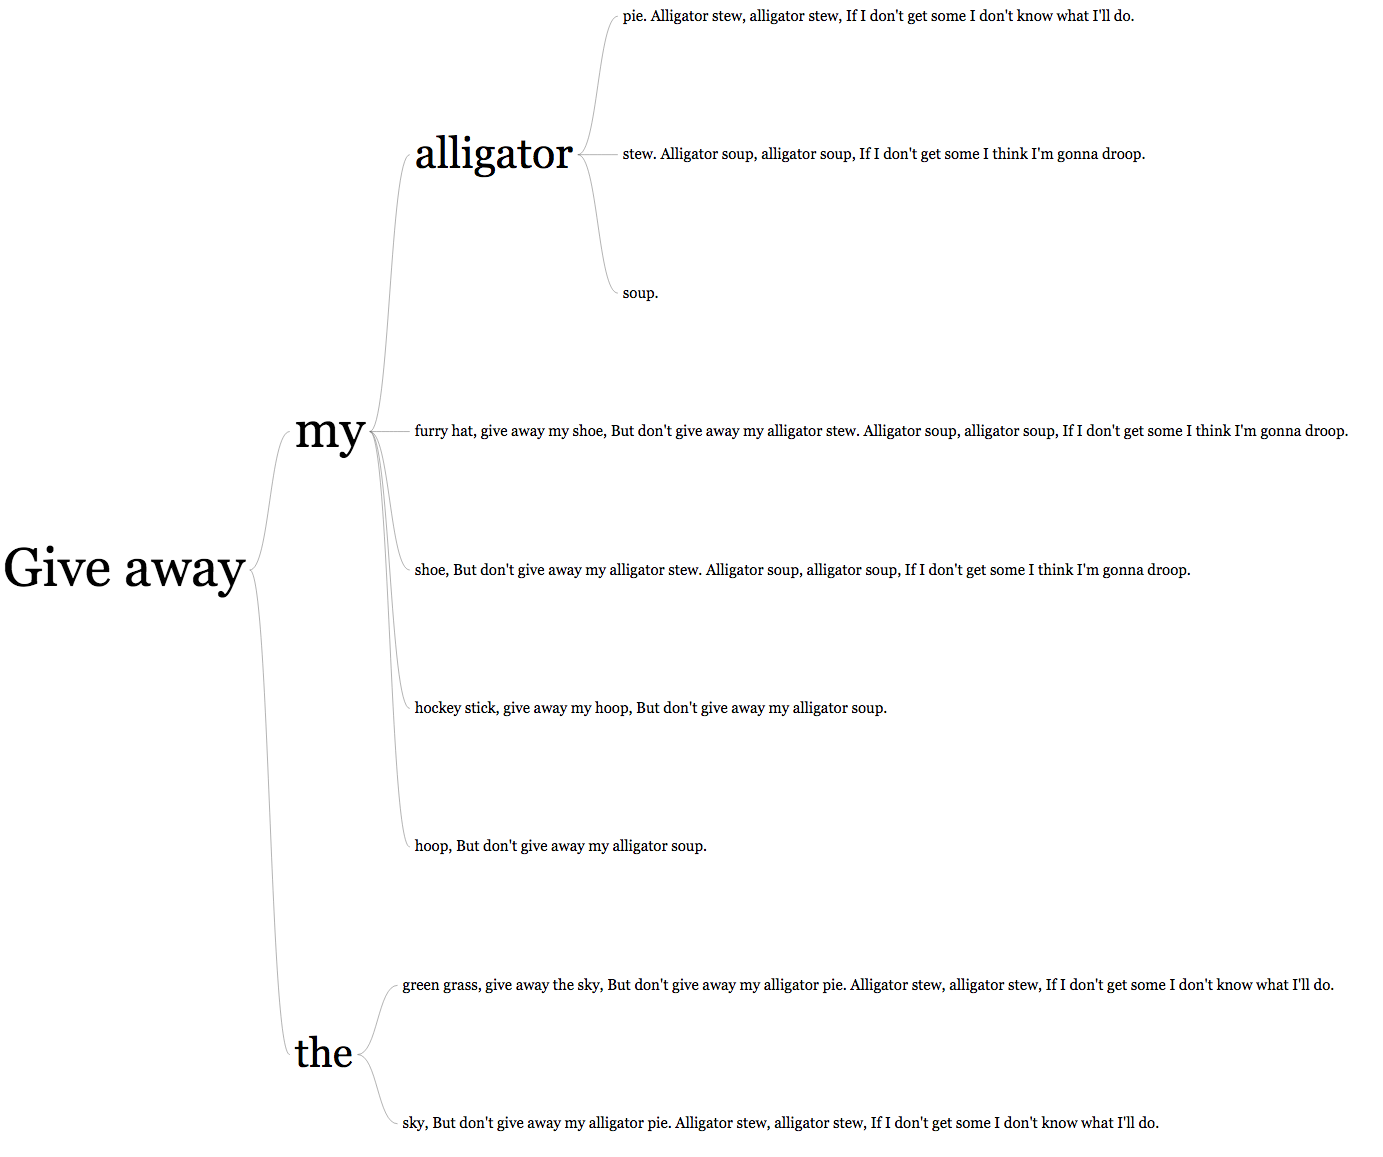 pie. Alligator stew, alligator stew, If I don't get some I don't know what I'll do.
alligator
stew. Alligator soup, alligator soup, If I don't get some I think I'm gonna droop.
soup.
my
furry hat, give away my shoe, But don't give away my alligator stew. Alligator soup, alligator soup, If I don't get some I think I'm gonna droop.
Give away
shoe, But don't give away my alligator stew. Alligator soup, alligator soup, If I don't get some I think I'm gonna droop.
hockey stick, give away my hoop, But don't give away my alligator soup.
hoop, But don't give away my alligator soup.
green grass, give away the sky, But don't give away my alligator pie. Alligator stew, alligator stew, If I don't get some I don't know what I'll do.
the
sky, But don't give away my alligator pie. Alligator stew, alligator stew, If I don't get some I don't know what I'll do.